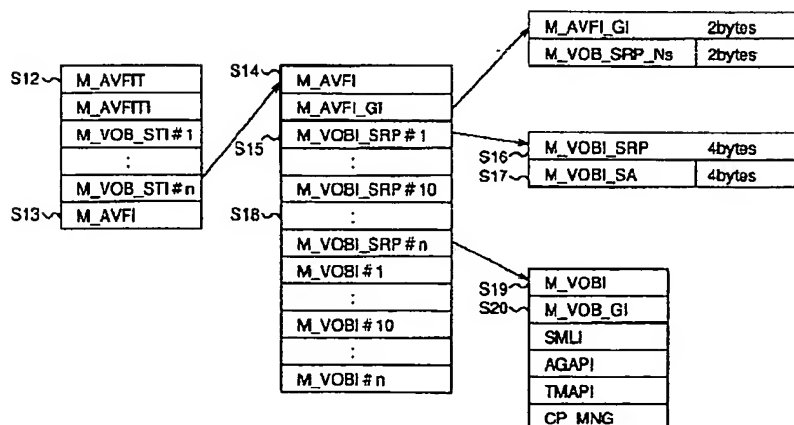 S12 M_AVFIT
M_AVFITI
M_VOB_STI #1
:
M_VOB_STI #n
S13 M_AVFI
S14 M_AVFI
M_AVFI_GI
S15 M_VOBI_SRP #1
:
M_VOBI_SRP #10
S18 :
M_VOBI_SRP #n
M_VOBI #1
:
M_VOBI #10
:
M_VOBI #n
M_AVFI_GI 2bytes
M_VOB_SRP_Ns 2bytes
S16 M_VOBI_SRP 4bytes
S17 M_VOBI_SA 4bytes
S19 M_VOBI
S20 M_VOB_GI
SMLI
AGAPI
TMAPI
CP_MNG